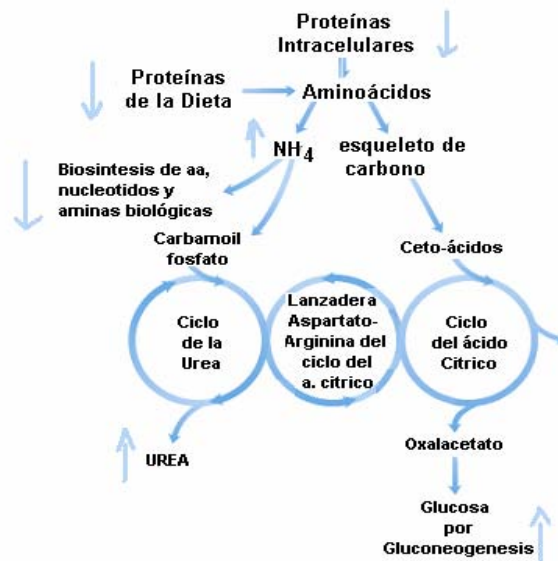 Proteínas
Intracelulares
Proteínas
de la Dieta
Aminoácidos
NH4
esqueleto de
carbono
Biosintesis de aa,
nucleotidos y
aminas biológicas
Carbamoil
fosfato
Ceto-ácidos
Ciclo
de la
Urea
Lanzadera
Aspartato-
Arginina del
ciclo del
a. citrico
Ciclo
del ácido
Citrico
UREA
Oxalacetato
Glucosa
por
Gluconeogenesis